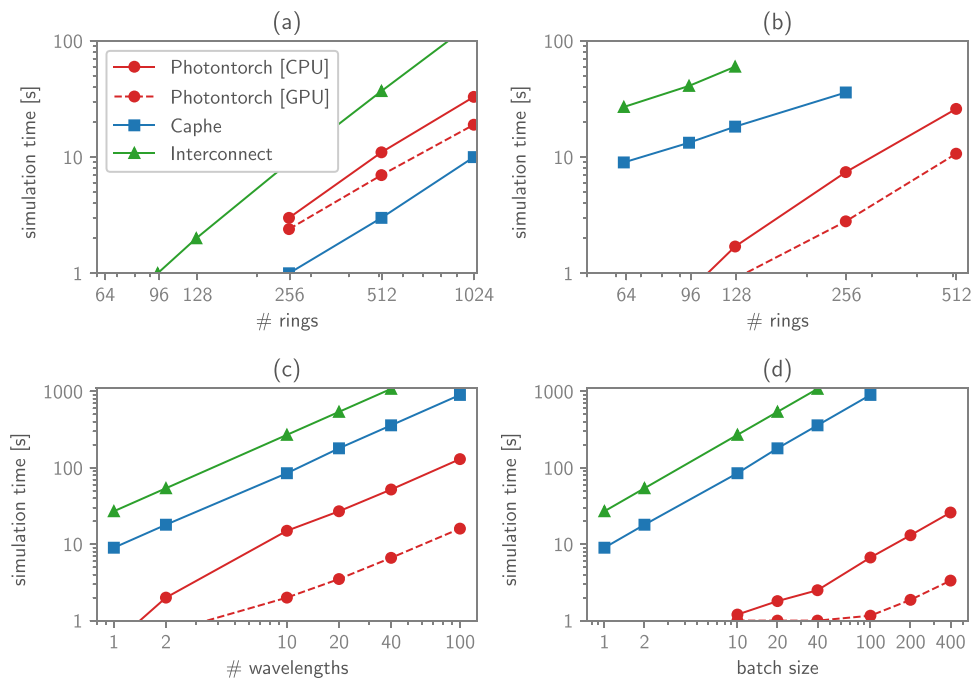 (a)
100
10
1
simulation time [s]
Photontorch [CPU]
Photontorch [GPU]
Caphe
Interconnect
64 96 128 256 512 1024
# rings
(b)
100
10
1
simulation time [s]
64 96 128 256 512
# rings
(c)
1000
100
10
1
simulation time [s]
1 2 10 20 40 100
# wavelengths
(d)
1000
100
10
1
simulation time [s]
1 2 10 20 40 100 200 400
batch size